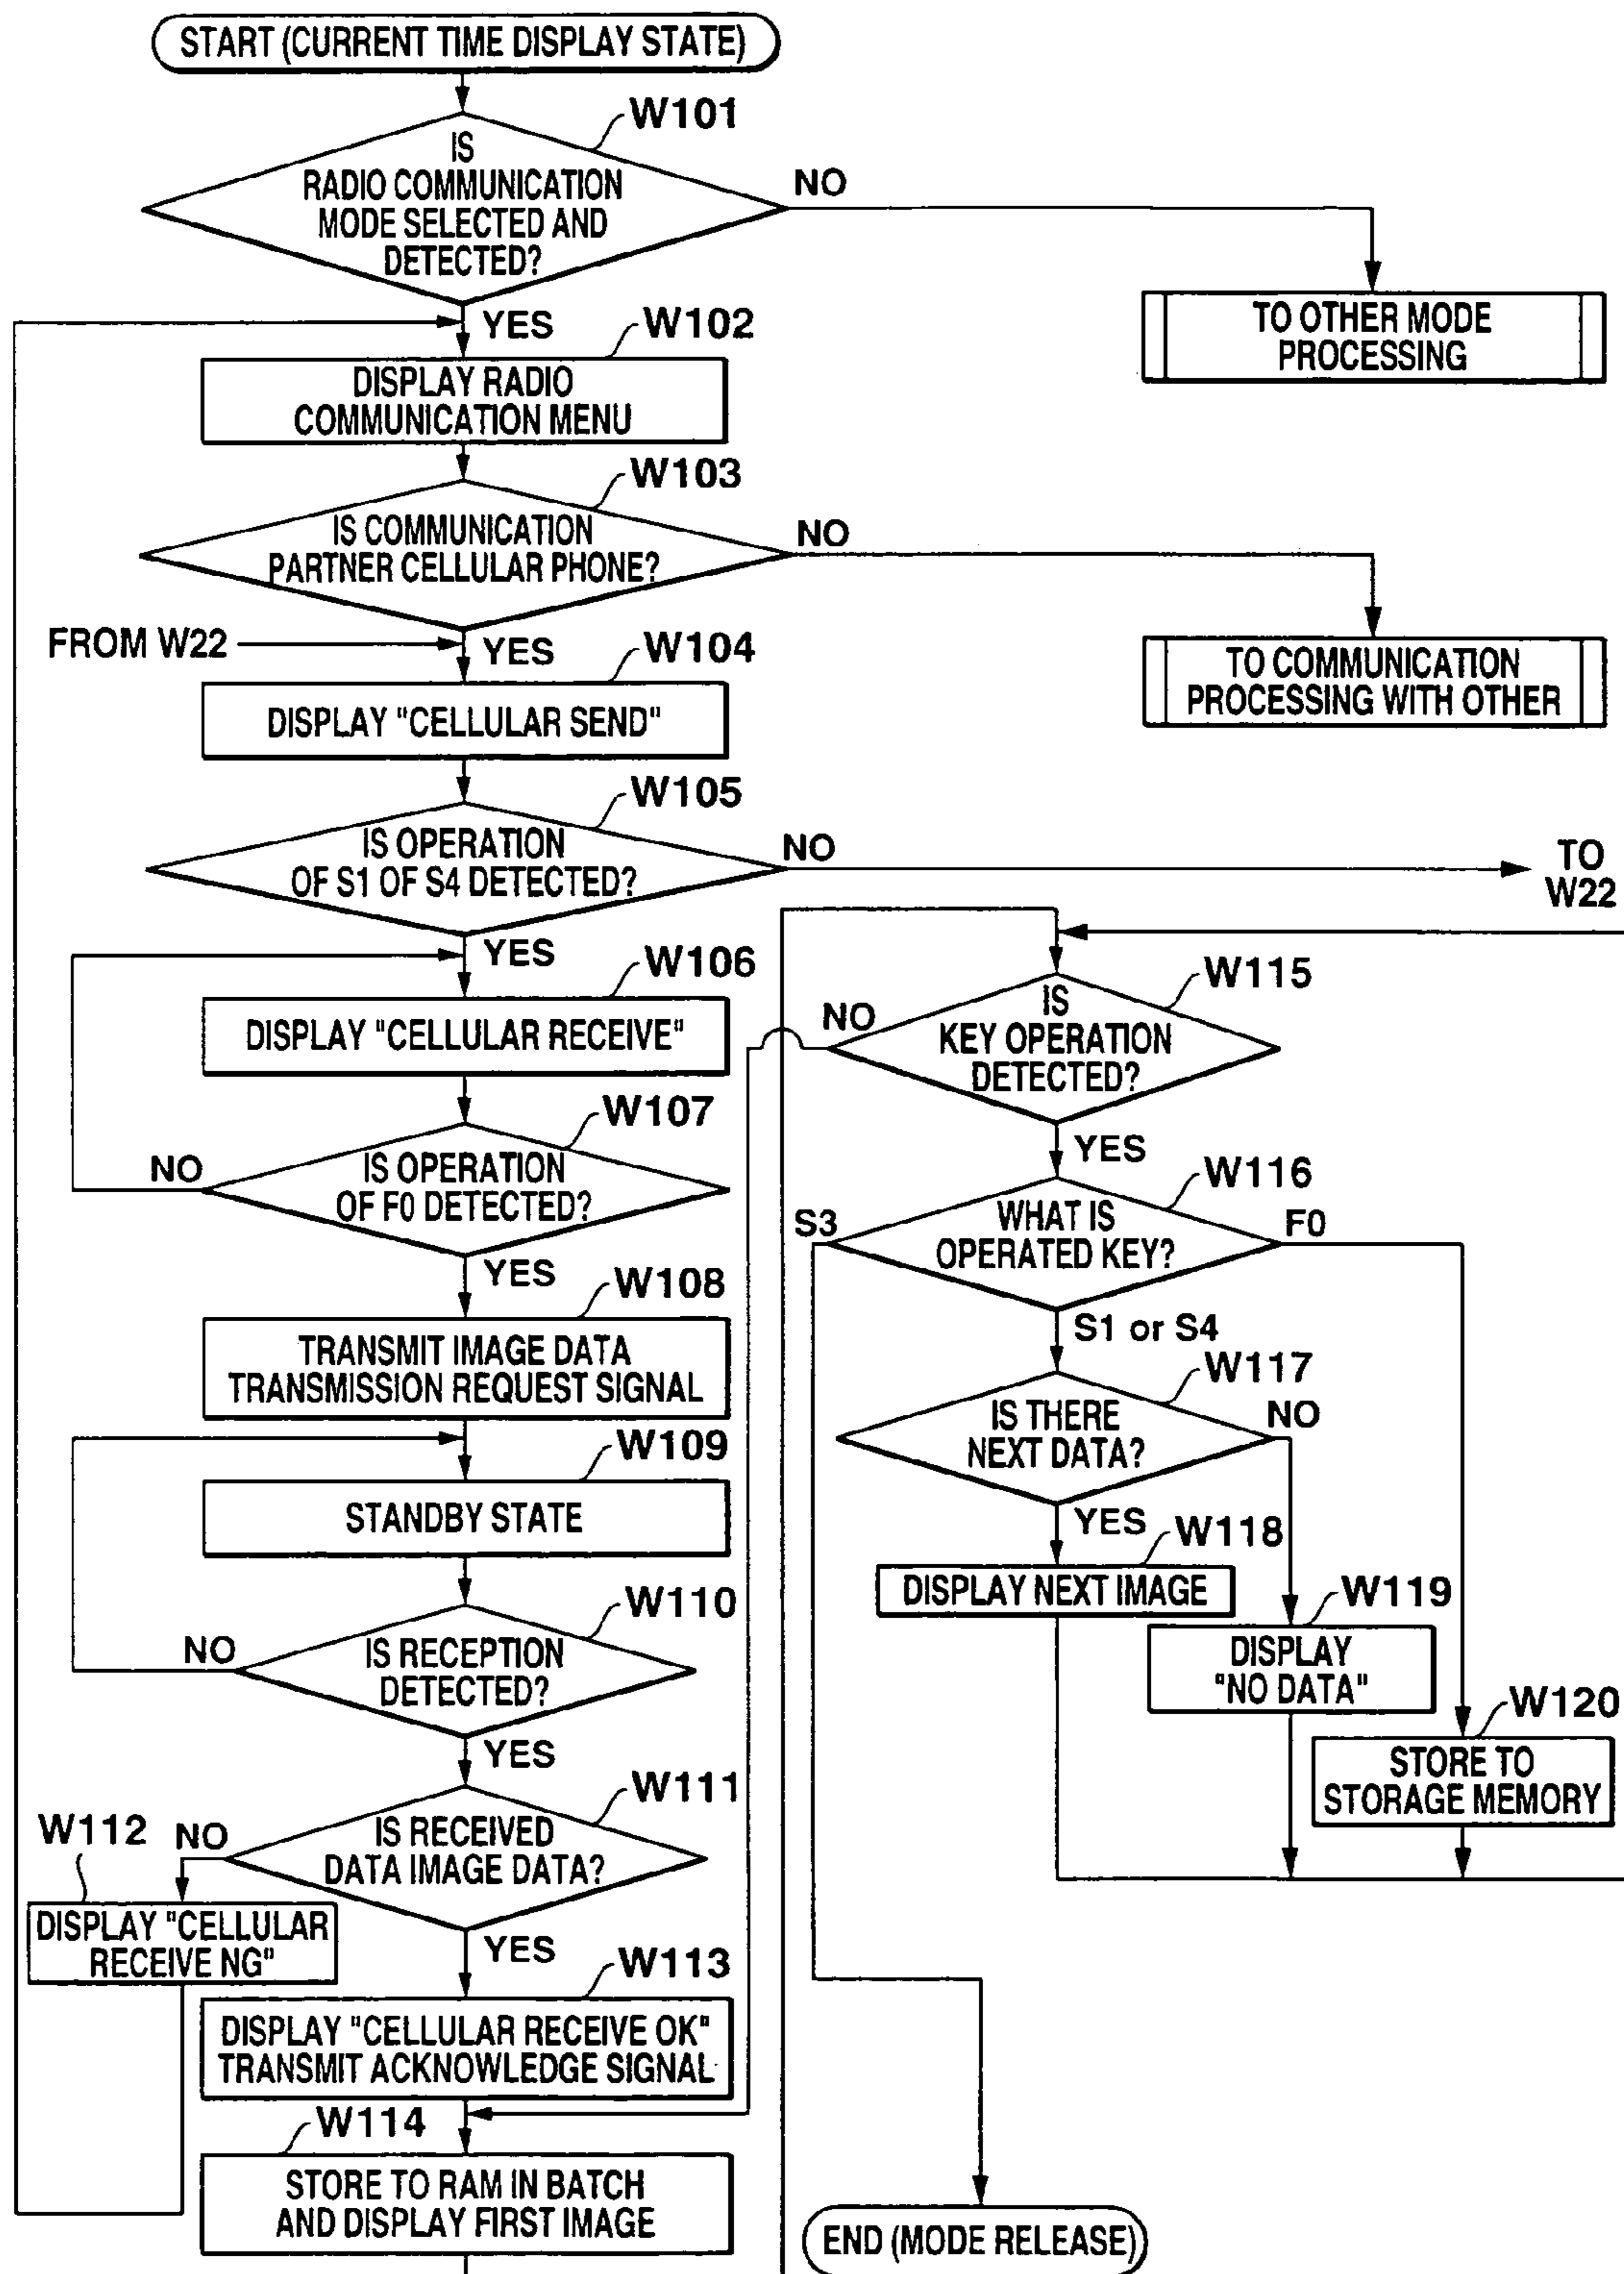 START (CURRENT TIME DISPLAY STATE)
W101
IS
RADIO COMMUNICATION
MODE SELECTED AND
DETECTED?
NO
TO OTHER MODE
PROCESSING
YES
W102
DISPLAY RADIO
COMMUNICATION MENU
W103
IS COMMUNICATION
PARTNER CELLULAR PHONE?
NO
TO COMMUNICATION
PROCESSING WITH OTHER
FROM W22
YES
W104
DISPLAY "CELLULAR SEND"
W105
IS OPERATION
OF S1 OF S4 DETECTED?
NO
TO
W22
YES
W106
DISPLAY "CELLULAR RECEIVE"
W107
IS OPERATION
OF F0 DETECTED?
NO
YES
W108
TRANSMIT IMAGE DATA
TRANSMISSION REQUEST SIGNAL
W109
STANDBY STATE
W110
IS RECEPTION
DETECTED?
NO
YES
W111
IS RECEIVED
DATA IMAGE DATA?
NO
W112
DISPLAY "CELLULAR
RECEIVE NG"
YES
W113
DISPLAY "CELLULAR RECEIVE OK"
TRANSMIT ACKNOWLEDGE SIGNAL
W114
STORE TO RAM IN BATCH
AND DISPLAY FIRST IMAGE
W115
IS
KEY OPERATION
DETECTED?
NO
YES
W116
WHAT IS
OPERATED KEY?
S3
F0
S1 or S4
W117
IS THERE
NEXT DATA?
NO
YES
W118
DISPLAY NEXT IMAGE
W119
DISPLAY
"NO DATA"
W120
STORE TO
STORAGE MEMORY
END (MODE RELEASE)